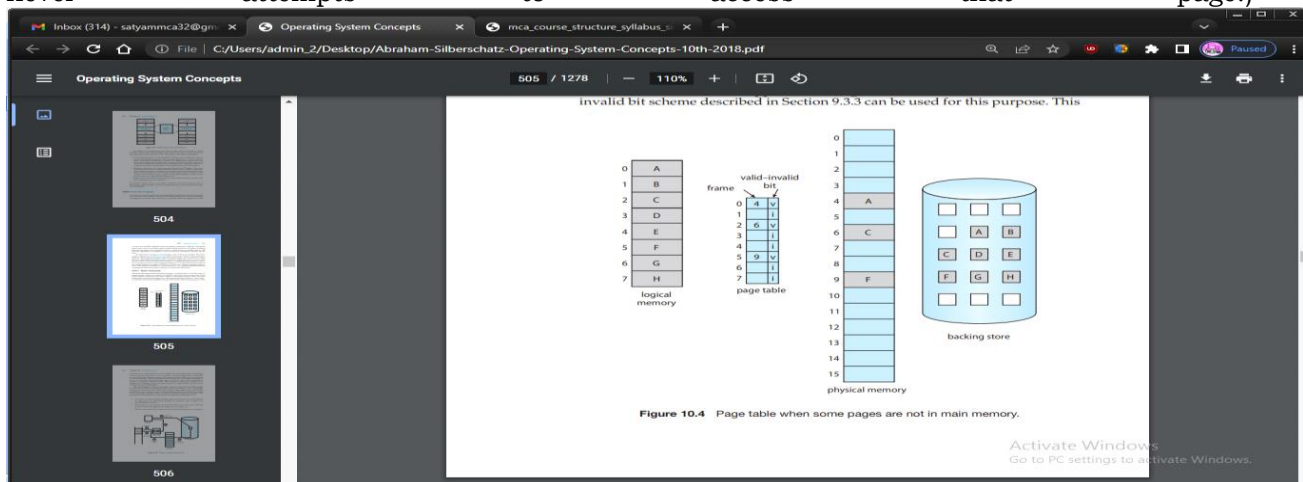 never attempts to access that page.)
Inbox (314) - satyammca32@gm
Operating System Concepts
mca_course_structure_syllabus_s
File | C:/Users/admin_2/Desktop/Abraham-Silberschatz-Operating-System-Concepts-10th-2018.pdf
Paused
Operating System Concepts
505 / 1278
110%
invalid bit scheme described in Section 9.3.3 can be used for this purpose. This
0 A
1 B
2 C
3 D
4 E
5 F
6 G
7 H
logical
memory
valid–invalid
frame bit
0 4 v
1 i
2 6 v
3 i
4 i
5 9 v
6 i
7 i
page table
0
1
2
3
4 A
5
6 C
7
8
9 F
10
11
12
13
14
15
physical memory
A B
C D E
F G H
backing store
Figure 10.4 Page table when some pages are not in main memory.
504
505
506
Activate Windows
Go to PC settings to activate Windows.